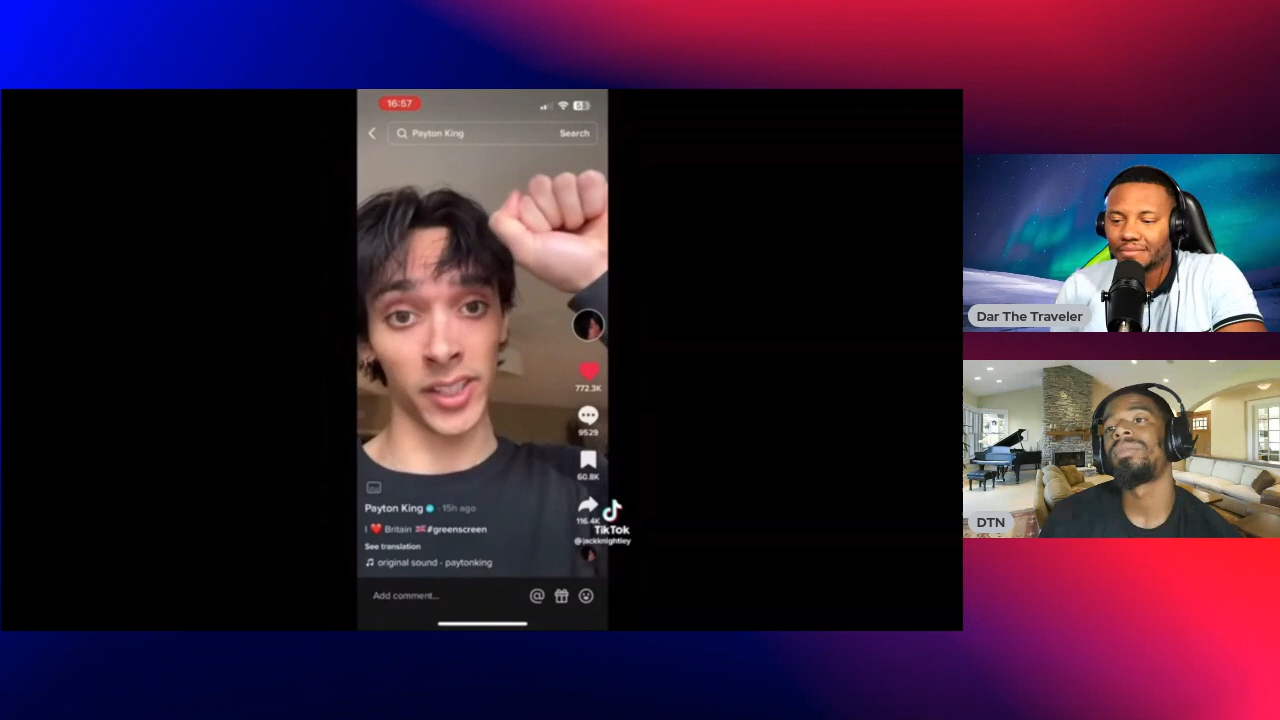 16:57
53
Payton King
Search
772.3K
9529
60.8K
116.4K
TikTok
@jackknightley
Payton King · 15h ago
I ❤️ Britain 🇬🇧#greenscreen
See translation
original sound - paytonking
Add comment...
Dar The Traveler
DTN